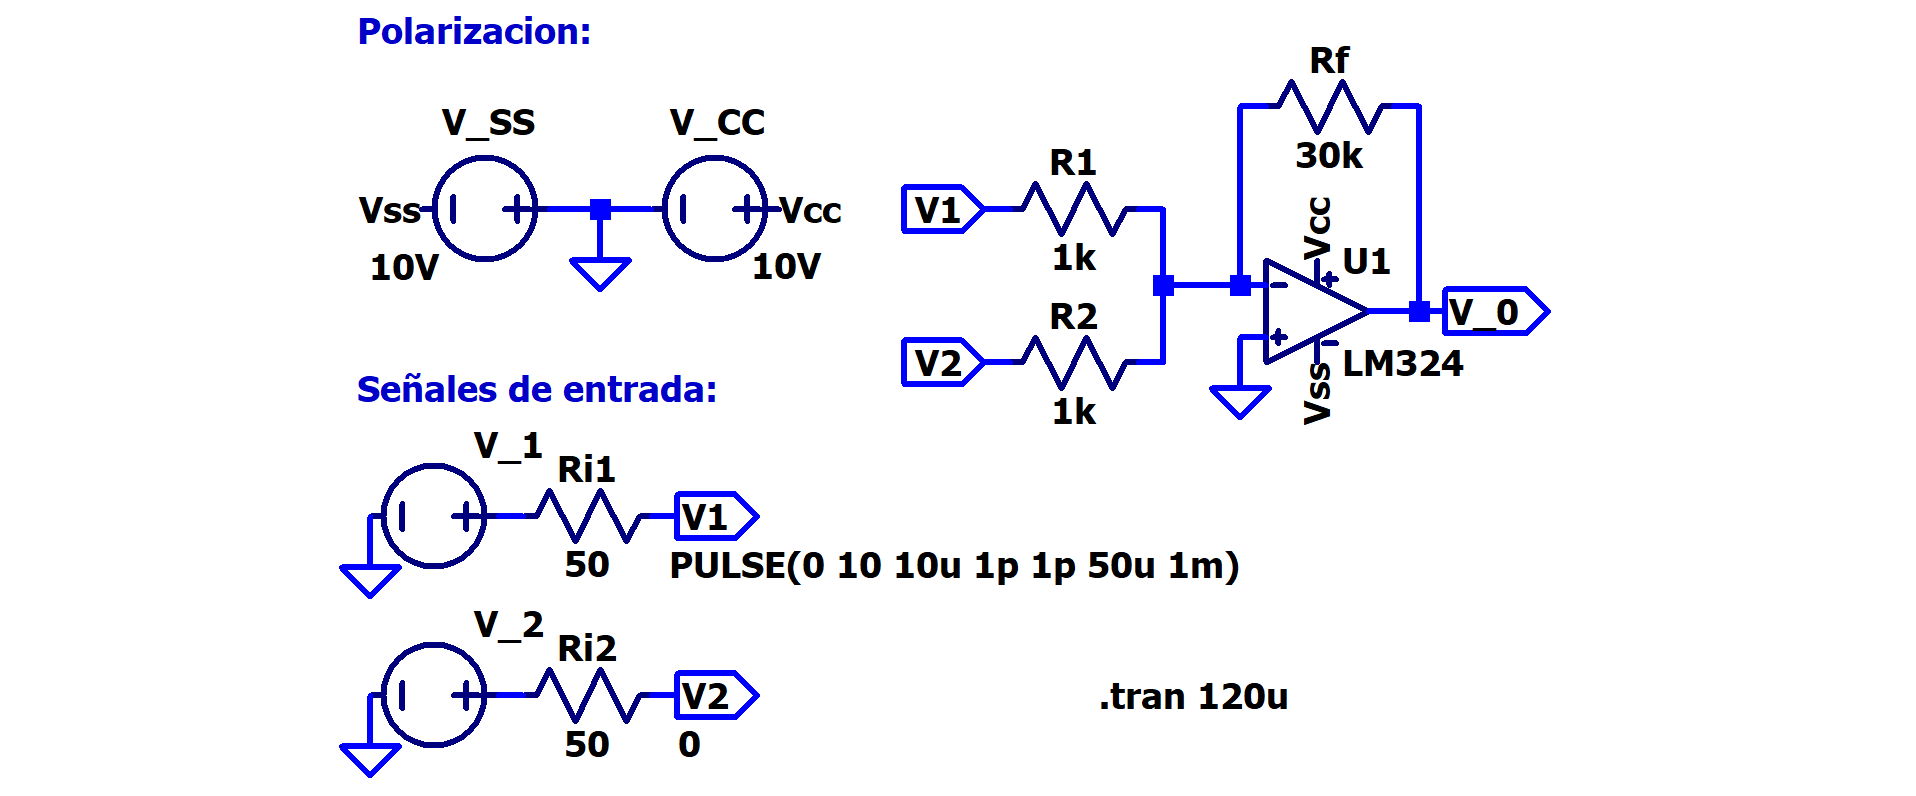 Polarizacion:
V_SS
V_CC
Vss
Vcc
10V
10V
Rf
30k
V1
R1
1k
V2
R2
1k
Vcc
U1
V_0
LM324
Vss
Señales de entrada:
V_1
Ri1
V1
50
PULSE(0 10 10u 1p 1p 50u 1m)
V_2
Ri2
V2
50
0
.tran 120u